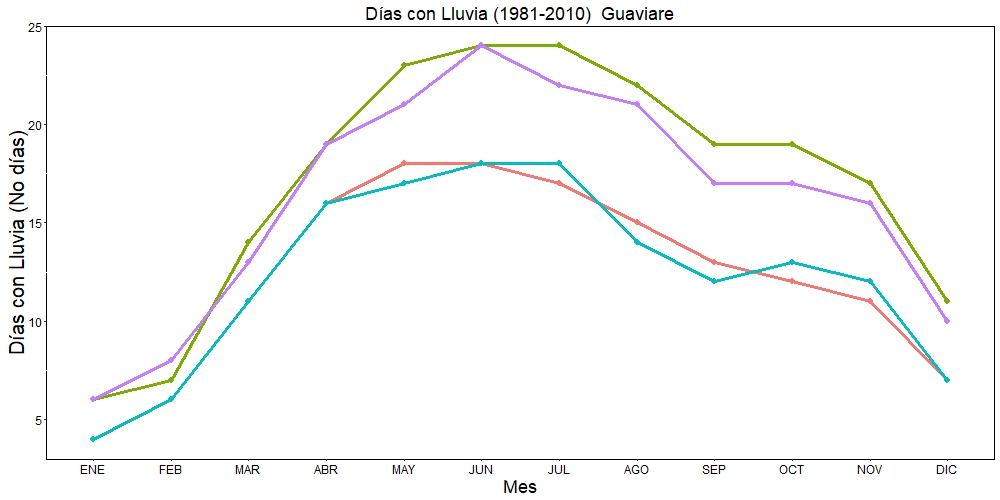 Días con Lluvia (1981-2010)  Guaviare
Días con Lluvia (No días)
25
20
15
10
5
ENE FEB MAR ABR MAY JUN JUL AGO SEP OCT NOV DIC
Mes